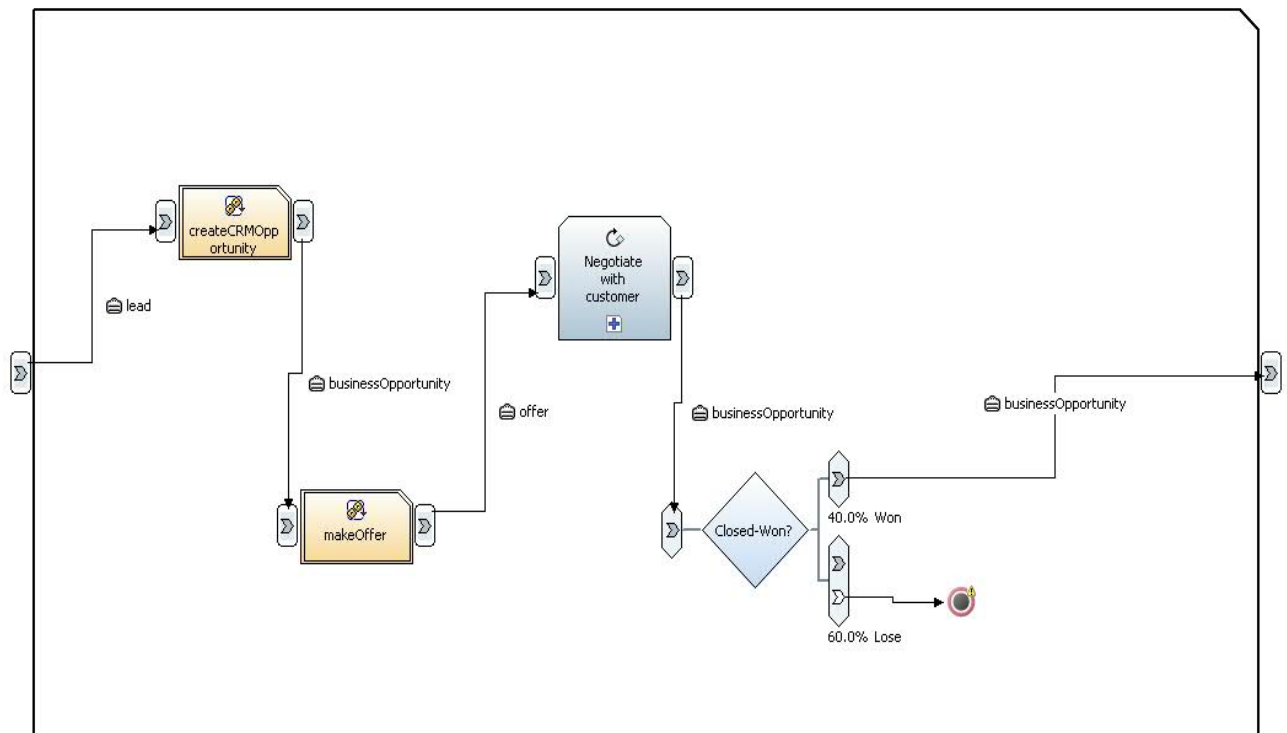 createCRMOpp
ortunity
lead
Negotiate
with
customer
businessOpportunity
offer
businessOpportunity
businessOpportunity
makeOffer
Closed-Won?
40.0% Won
60.0% Lose